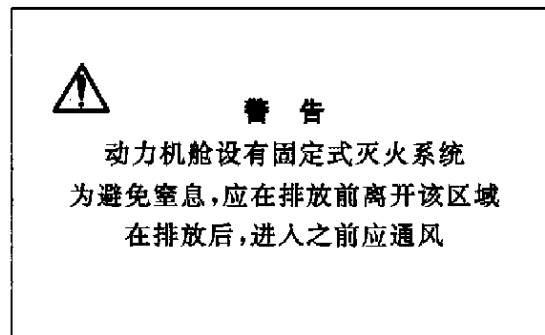 警 告
动力机舱设有固定式灭火系统
为避免窒息,应在排放前离开该区域
在排放后,进入之前应通风